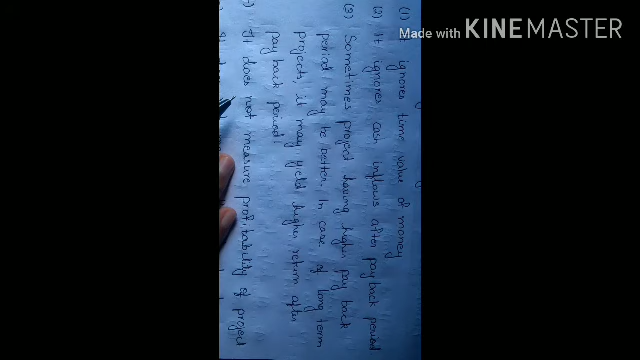 Made with KINEMASTER
(1) It ignores time value of money
(2) It ignores cash inflows after pay back period
(3) Sometimes project having higher pay back
period may be better. In case of long term
projects, it may yield higher return after
pay back period
It does not measure profitability of project